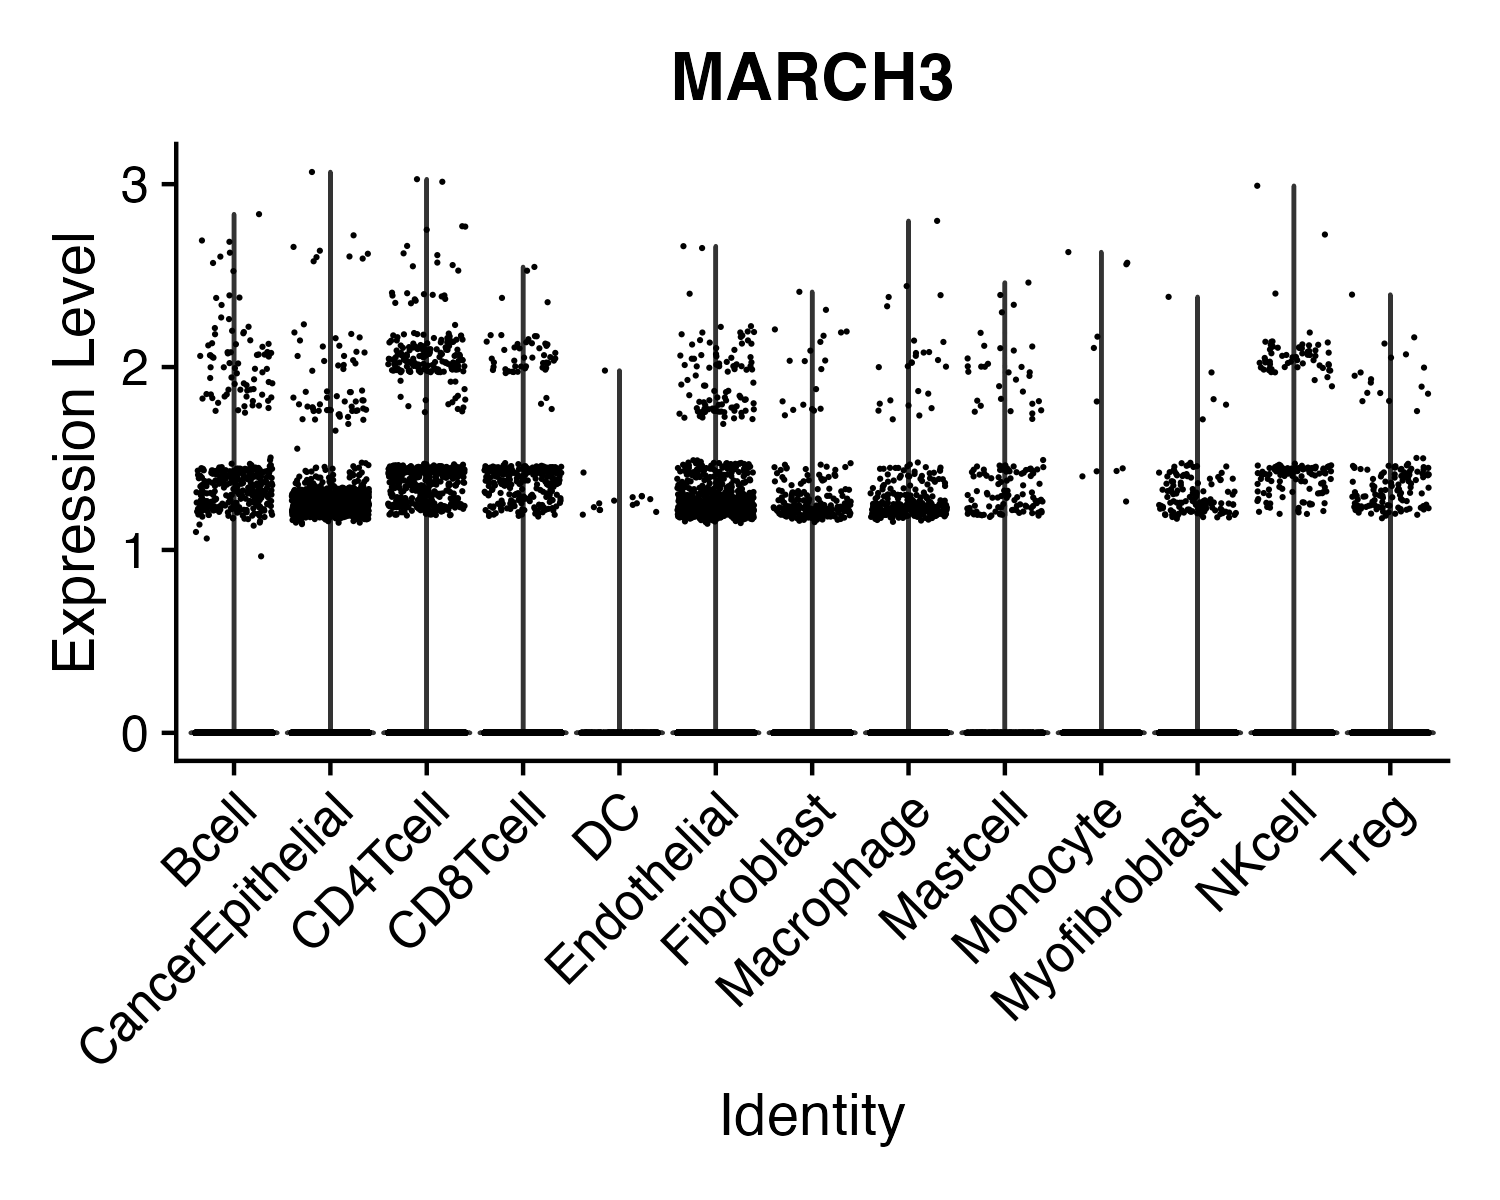 MARCH3
Expression Level
3
2
1
0
Bcell
CancerEpithelial
CD4Tcell
CD8Tcell
DC
Endothelial
Fibroblast
Macrophage
Mastcell
Monocyte
Myofibroblast
NKcell
Treg
Identity